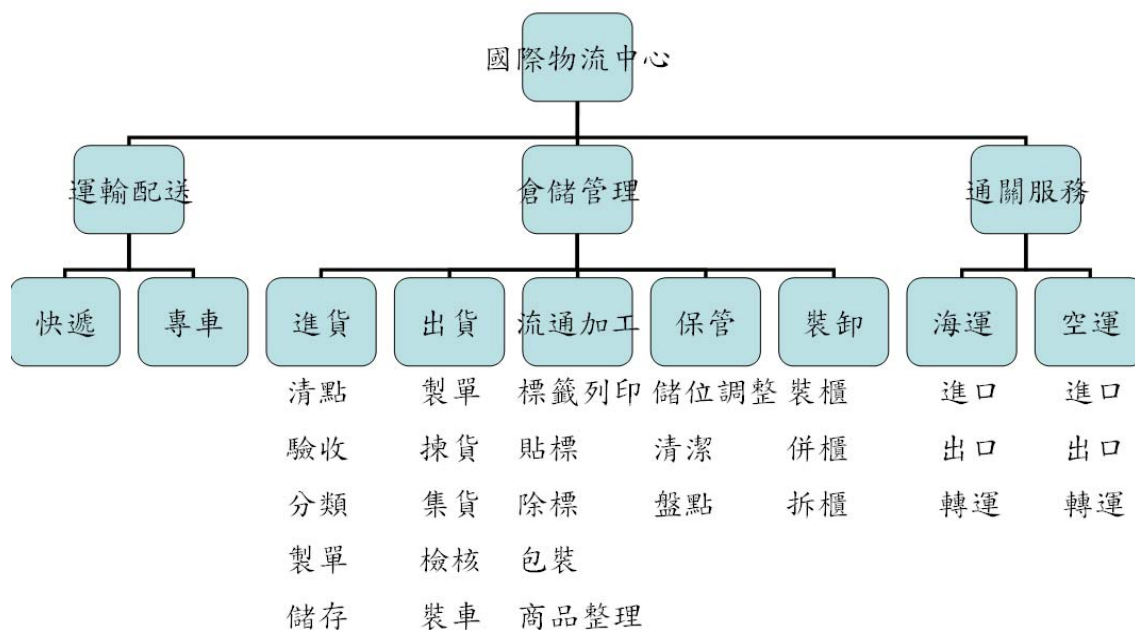 國際物流中心
運輸配送 倉儲管理 通關服務
快遞 專車 進貨 出貨 流通加工 保管 裝卸 海運 空運
清點 製單 標籤列印 儲位調整 裝櫃 進口 進口
驗收 揀貨 貼標 清潔 併櫃 出口 出口
分類 集貨 除標 盤點 拆櫃 轉運 轉運
製單 檢核 包裝
儲存 裝車 商品整理